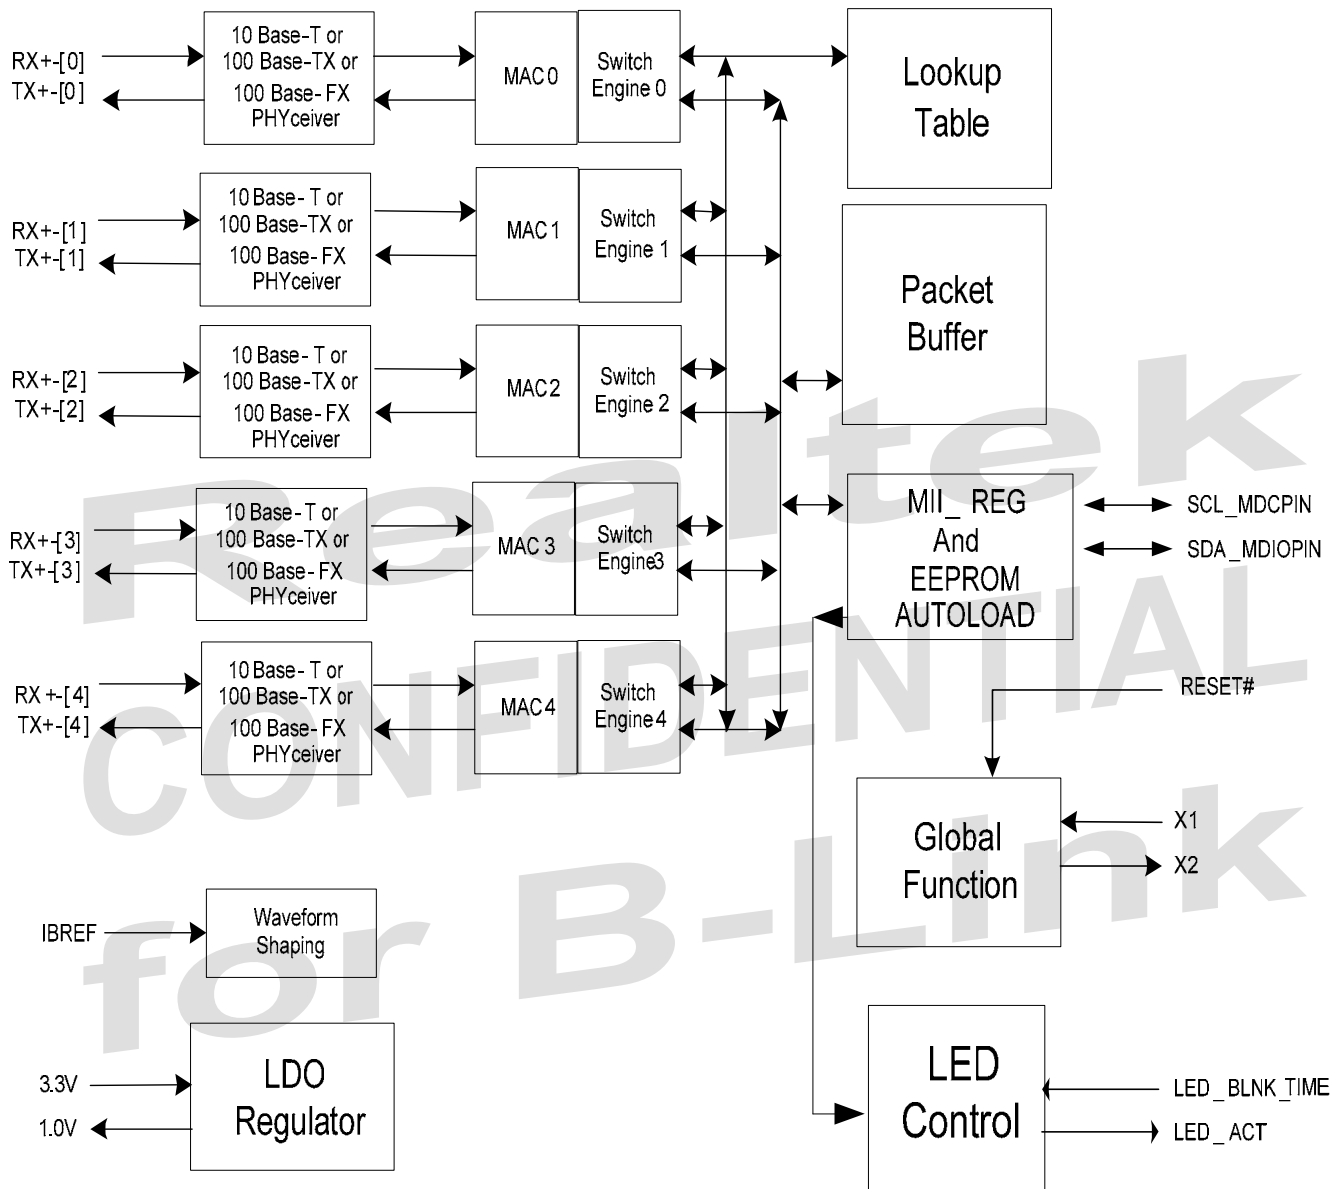 RX+-[0]
TX+-[0]
10 Base-T or
100 Base-TX or
100 Base-FX
PHYceiver
MAC 0
Switch
Engine 0
Lookup
Table
RX+-[1]
TX+-[1]
10 Base-T or
100 Base-TX or
100 Base-FX
PHYceiver
MAC 1
Switch
Engine 1
Packet
Buffer
RX+-[2]
TX+-[2]
10 Base-T or
100 Base-TX or
100 Base-FX
PHYceiver
MAC 2
Switch
Engine 2
RX+-[3]
TX+-[3]
10 Base-T or
100 Base-TX or
100 Base-FX
PHYceiver
MAC 3
Switch
Engine3
MII_ REG
And
EEPROM
AUTOLOAD
SCL_MDCPIN
SDA_MDIOPIN
RX +-[4]
TX+-[4]
10 Base-T or
100 Base-TX or
100 Base-FX
PHYceiver
MAC 4
Switch
Engine 4
RESET#
Global
Function
X1
X2
IBREF
Waveform
Shaping
3.3V
1.0V
LDO
Regulator
LED
Control
LED_BLNK_TIME
LED_ACT
Realtek
CONFIDENTIAL
for B-Link